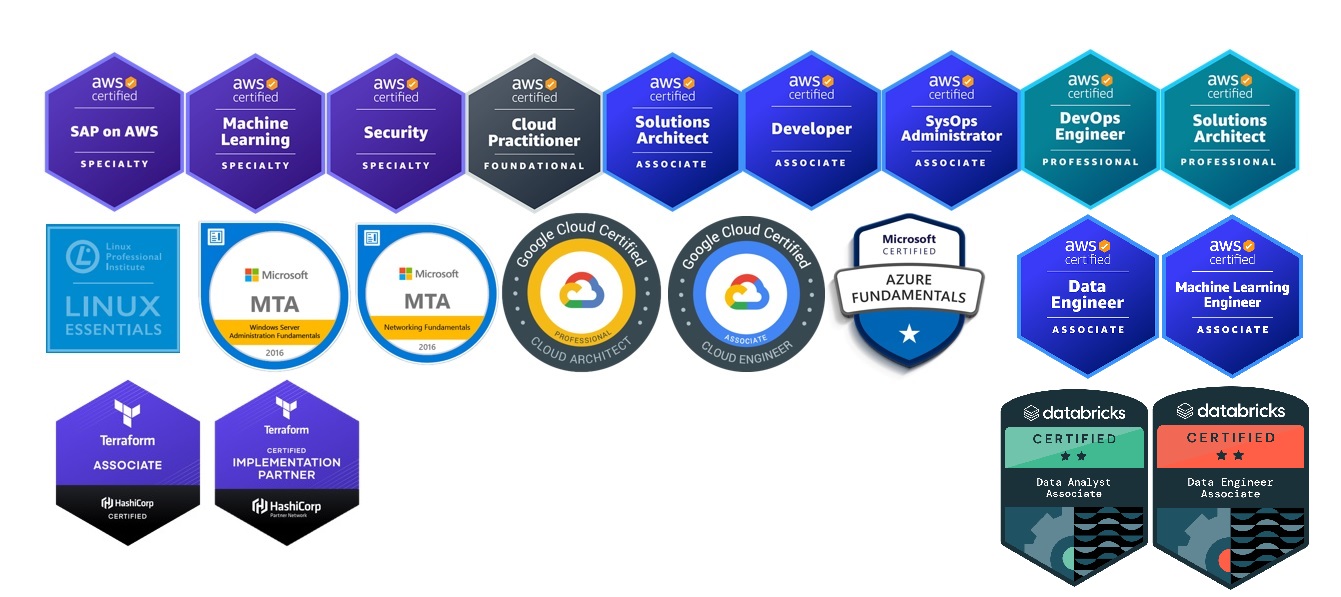 aws
certified
SAP on AWS
SPECIALTY
aws
certified
Machine
Learning
SPECIALTY
aws
certified
Security
SPECIALTY
aws
certified
Cloud
Practitioner
FOUNDATIONAL
aws
certified
Solutions
Architect
ASSOCIATE
aws
certified
Developer
ASSOCIATE
aws
certified
SysOps
Administrator
ASSOCIATE
aws
certified
DevOps
Engineer
PROFESSIONAL
aws
certified
Solutions
Architect
PROFESSIONAL
Linux
Professional
Institute
LINUX
ESSENTIALS
Microsoft
MTA
Windows Server
Administration Fundamentals
2016
Microsoft
MTA
Networking Fundamentals
2016
Google Cloud Certified
PROFESSIONAL
CLOUD ARCHITECT
Google Cloud Certified
ASSOCIATE
CLOUD ENGINEER
Microsoft
CERTIFIED
AZURE
FUNDAMENTALS
aws
certified
Data
Engineer
ASSOCIATE
aws
certified
Machine Learning
Engineer
ASSOCIATE
Terraform
ASSOCIATE
HashiCorp
CERTIFIED
Terraform
CERTIFIED
IMPLEMENTATION
PARTNER
HashiCorp
Partner Network
databricks
CERTIFIED
Data Analyst
Associate
databricks
CERTIFIED
Data Engineer
Associate